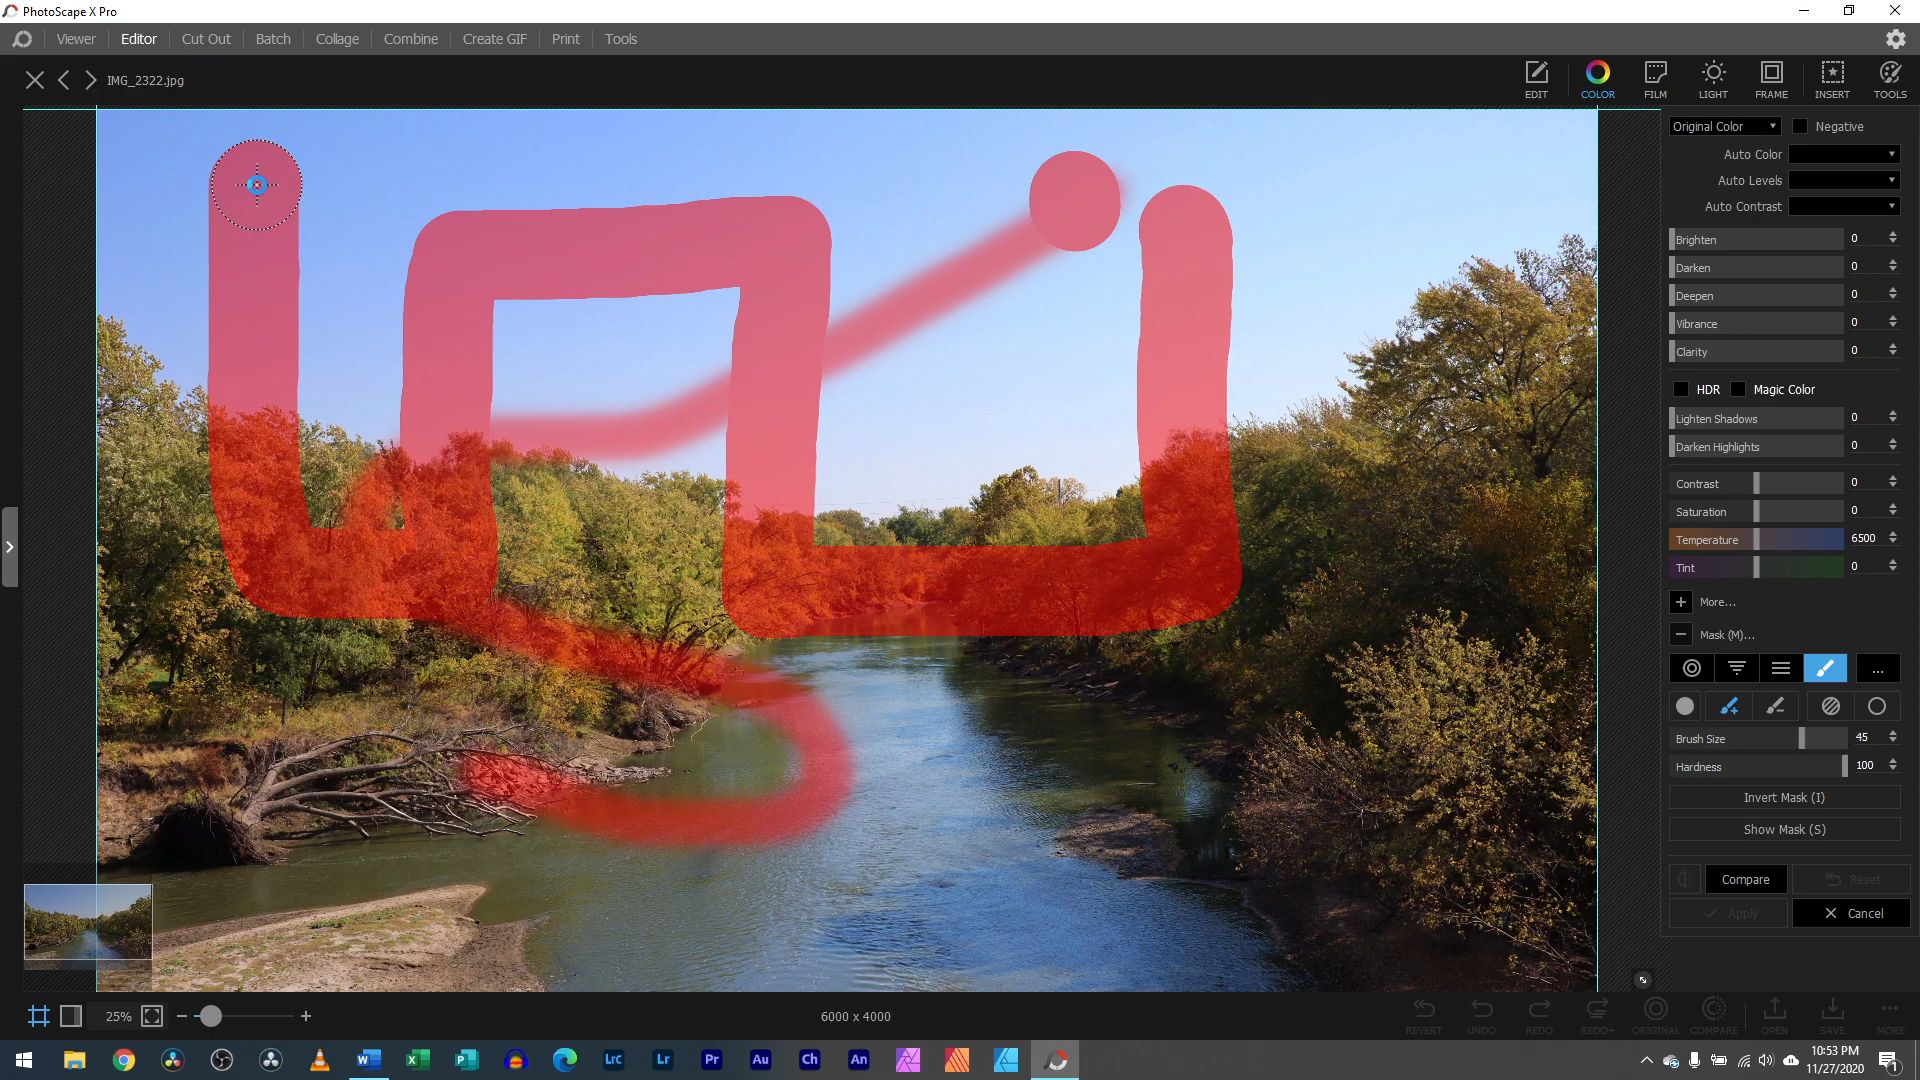 PhotoScape X Pro
Viewer
Editor
Cut Out
Batch
Collage
Combine
Create GIF
Print
Tools
IMG_2322.jpg
EDIT
COLOR
FILM
LIGHT
FRAME
INSERT
TOOLS
Original Color
Negative
Auto Color
Auto Levels
Auto Contrast
Brighten 0
Darken 0
Deepen 0
Vibrance 0
Clarity 0
HDR
Magic Color
Lighten Shadows 0
Darken Highlights 0
Contrast 0
Saturation 0
Temperature 6500
Tint 0
More...
Mask (M)...
...
Brush Size 45
Hardness 100
Invert Mask (I)
Show Mask (S)
Compare
Reset
Apply
Cancel
25%
6000 x 4000
REVERT
UNDO
REDO
REDO+
ORIGINAL
COMPARE
OPEN
SAVE
MORE
Lrc
Lr
Pr
Au
Ch
An
10:53 PM
11/27/2020
1